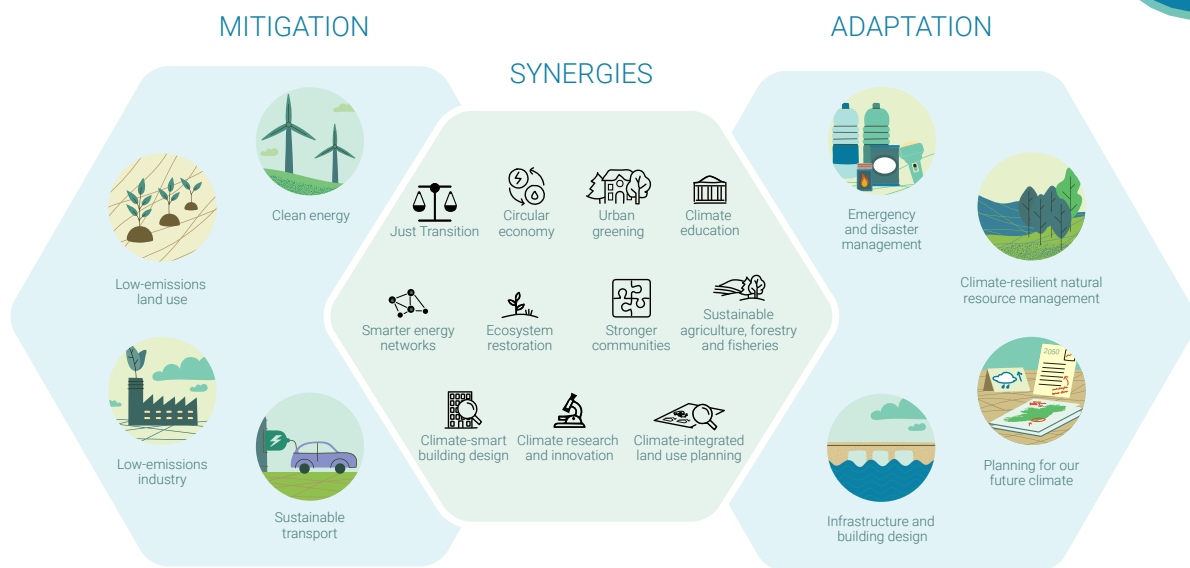 MITIGATION
ADAPTATION
SYNERGIES
Clean energy
Low-emissions
land use
Low-emissions
industry
Sustainable
transport
Just Transition
Circular
economy
Urban
greening
Climate
education
Smarter energy
networks
Ecosystem
restoration
Stronger
communities
Sustainable
agriculture, forestry
and fisheries
Climate-smart
building design
Climate research
and innovation
Climate-integrated
land use planning
Emergency
and disaster
management
Climate-resilient natural
resource management
2050
Planning for our
future climate
Infrastructure and
building design